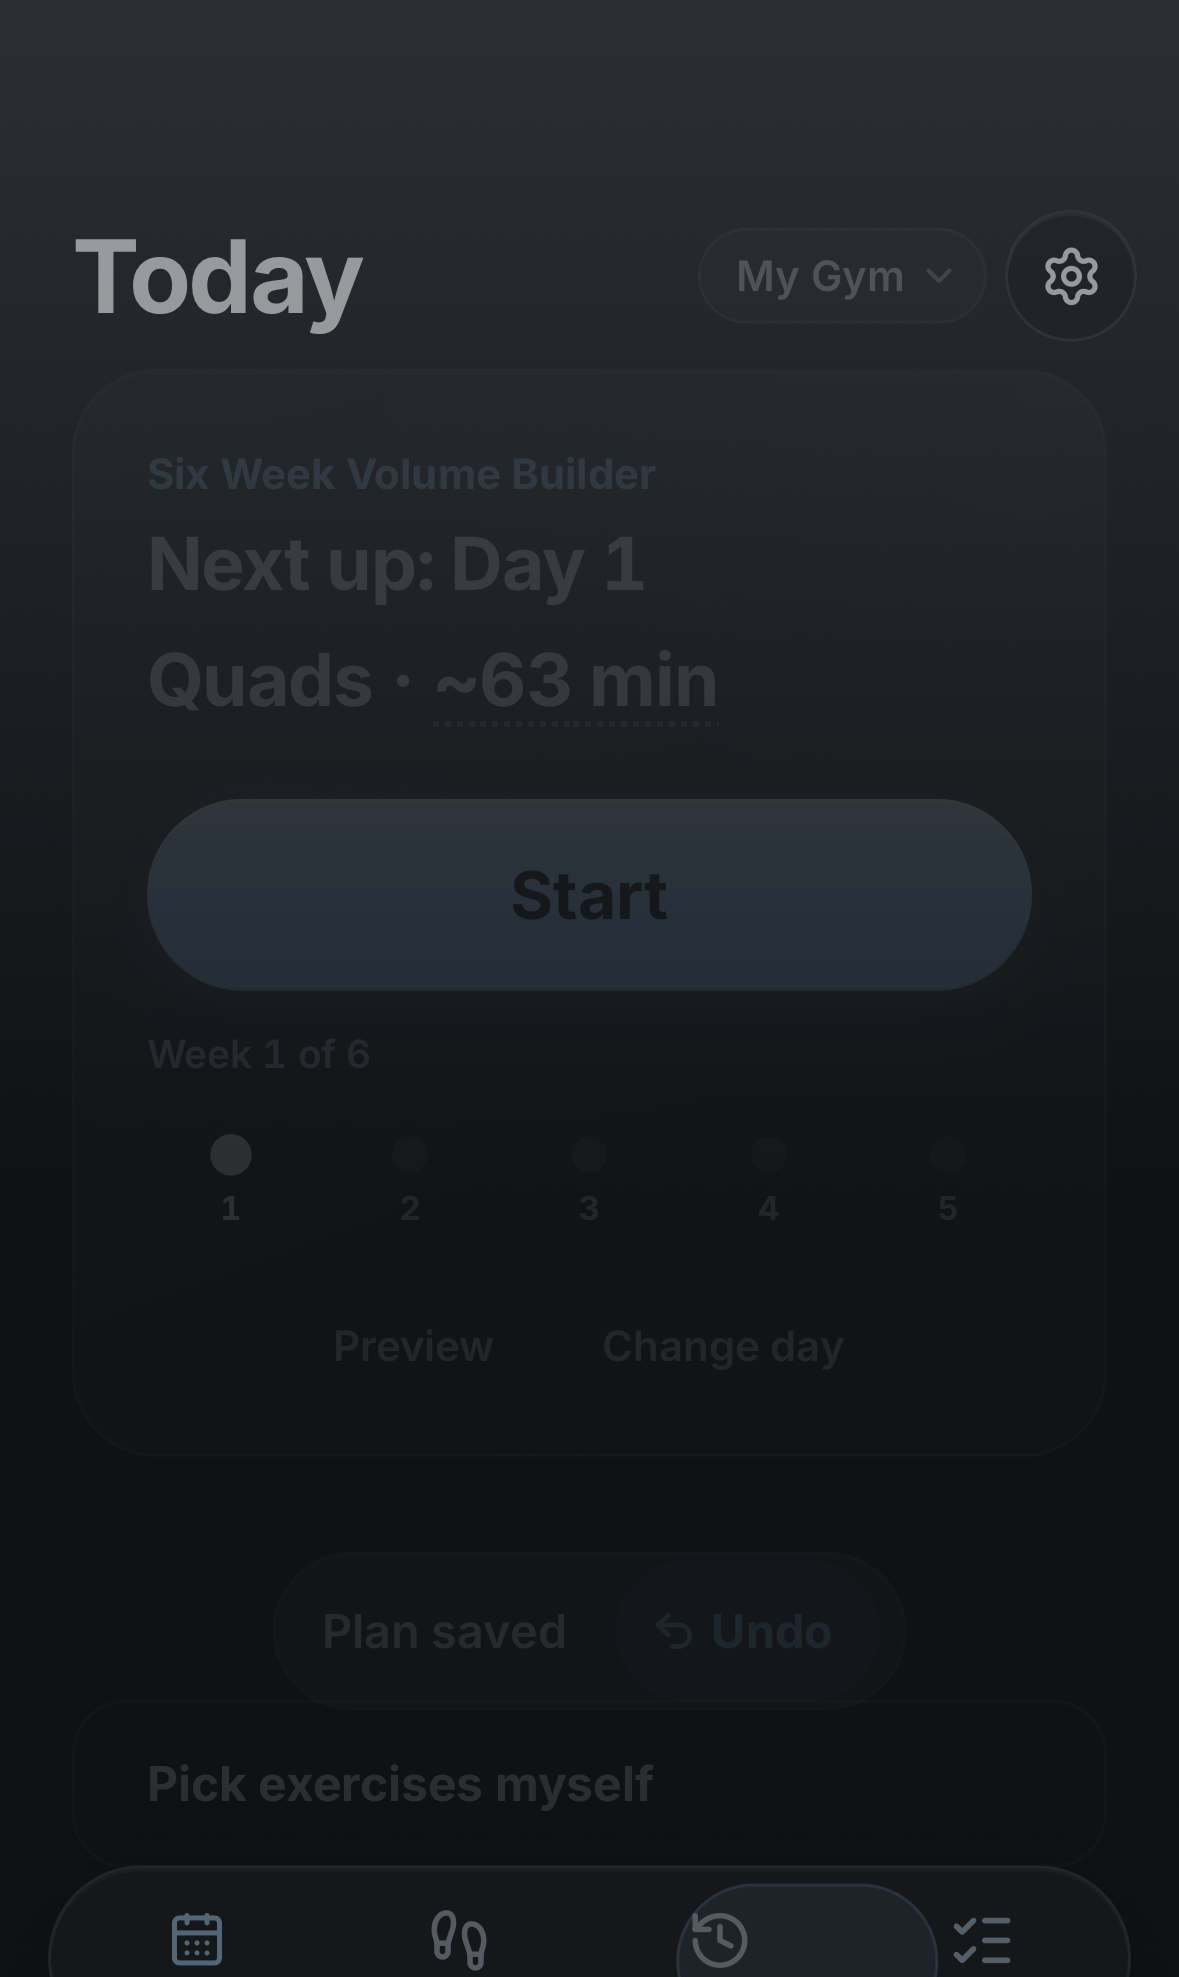 Today
My Gym
Six Week Volume Builder
Next up: Day 1
Quads · ~63 min
Start
Week 1 of 6
1 2 3 4 5
Preview Change day
Plan saved Undo
Pick exercises myself